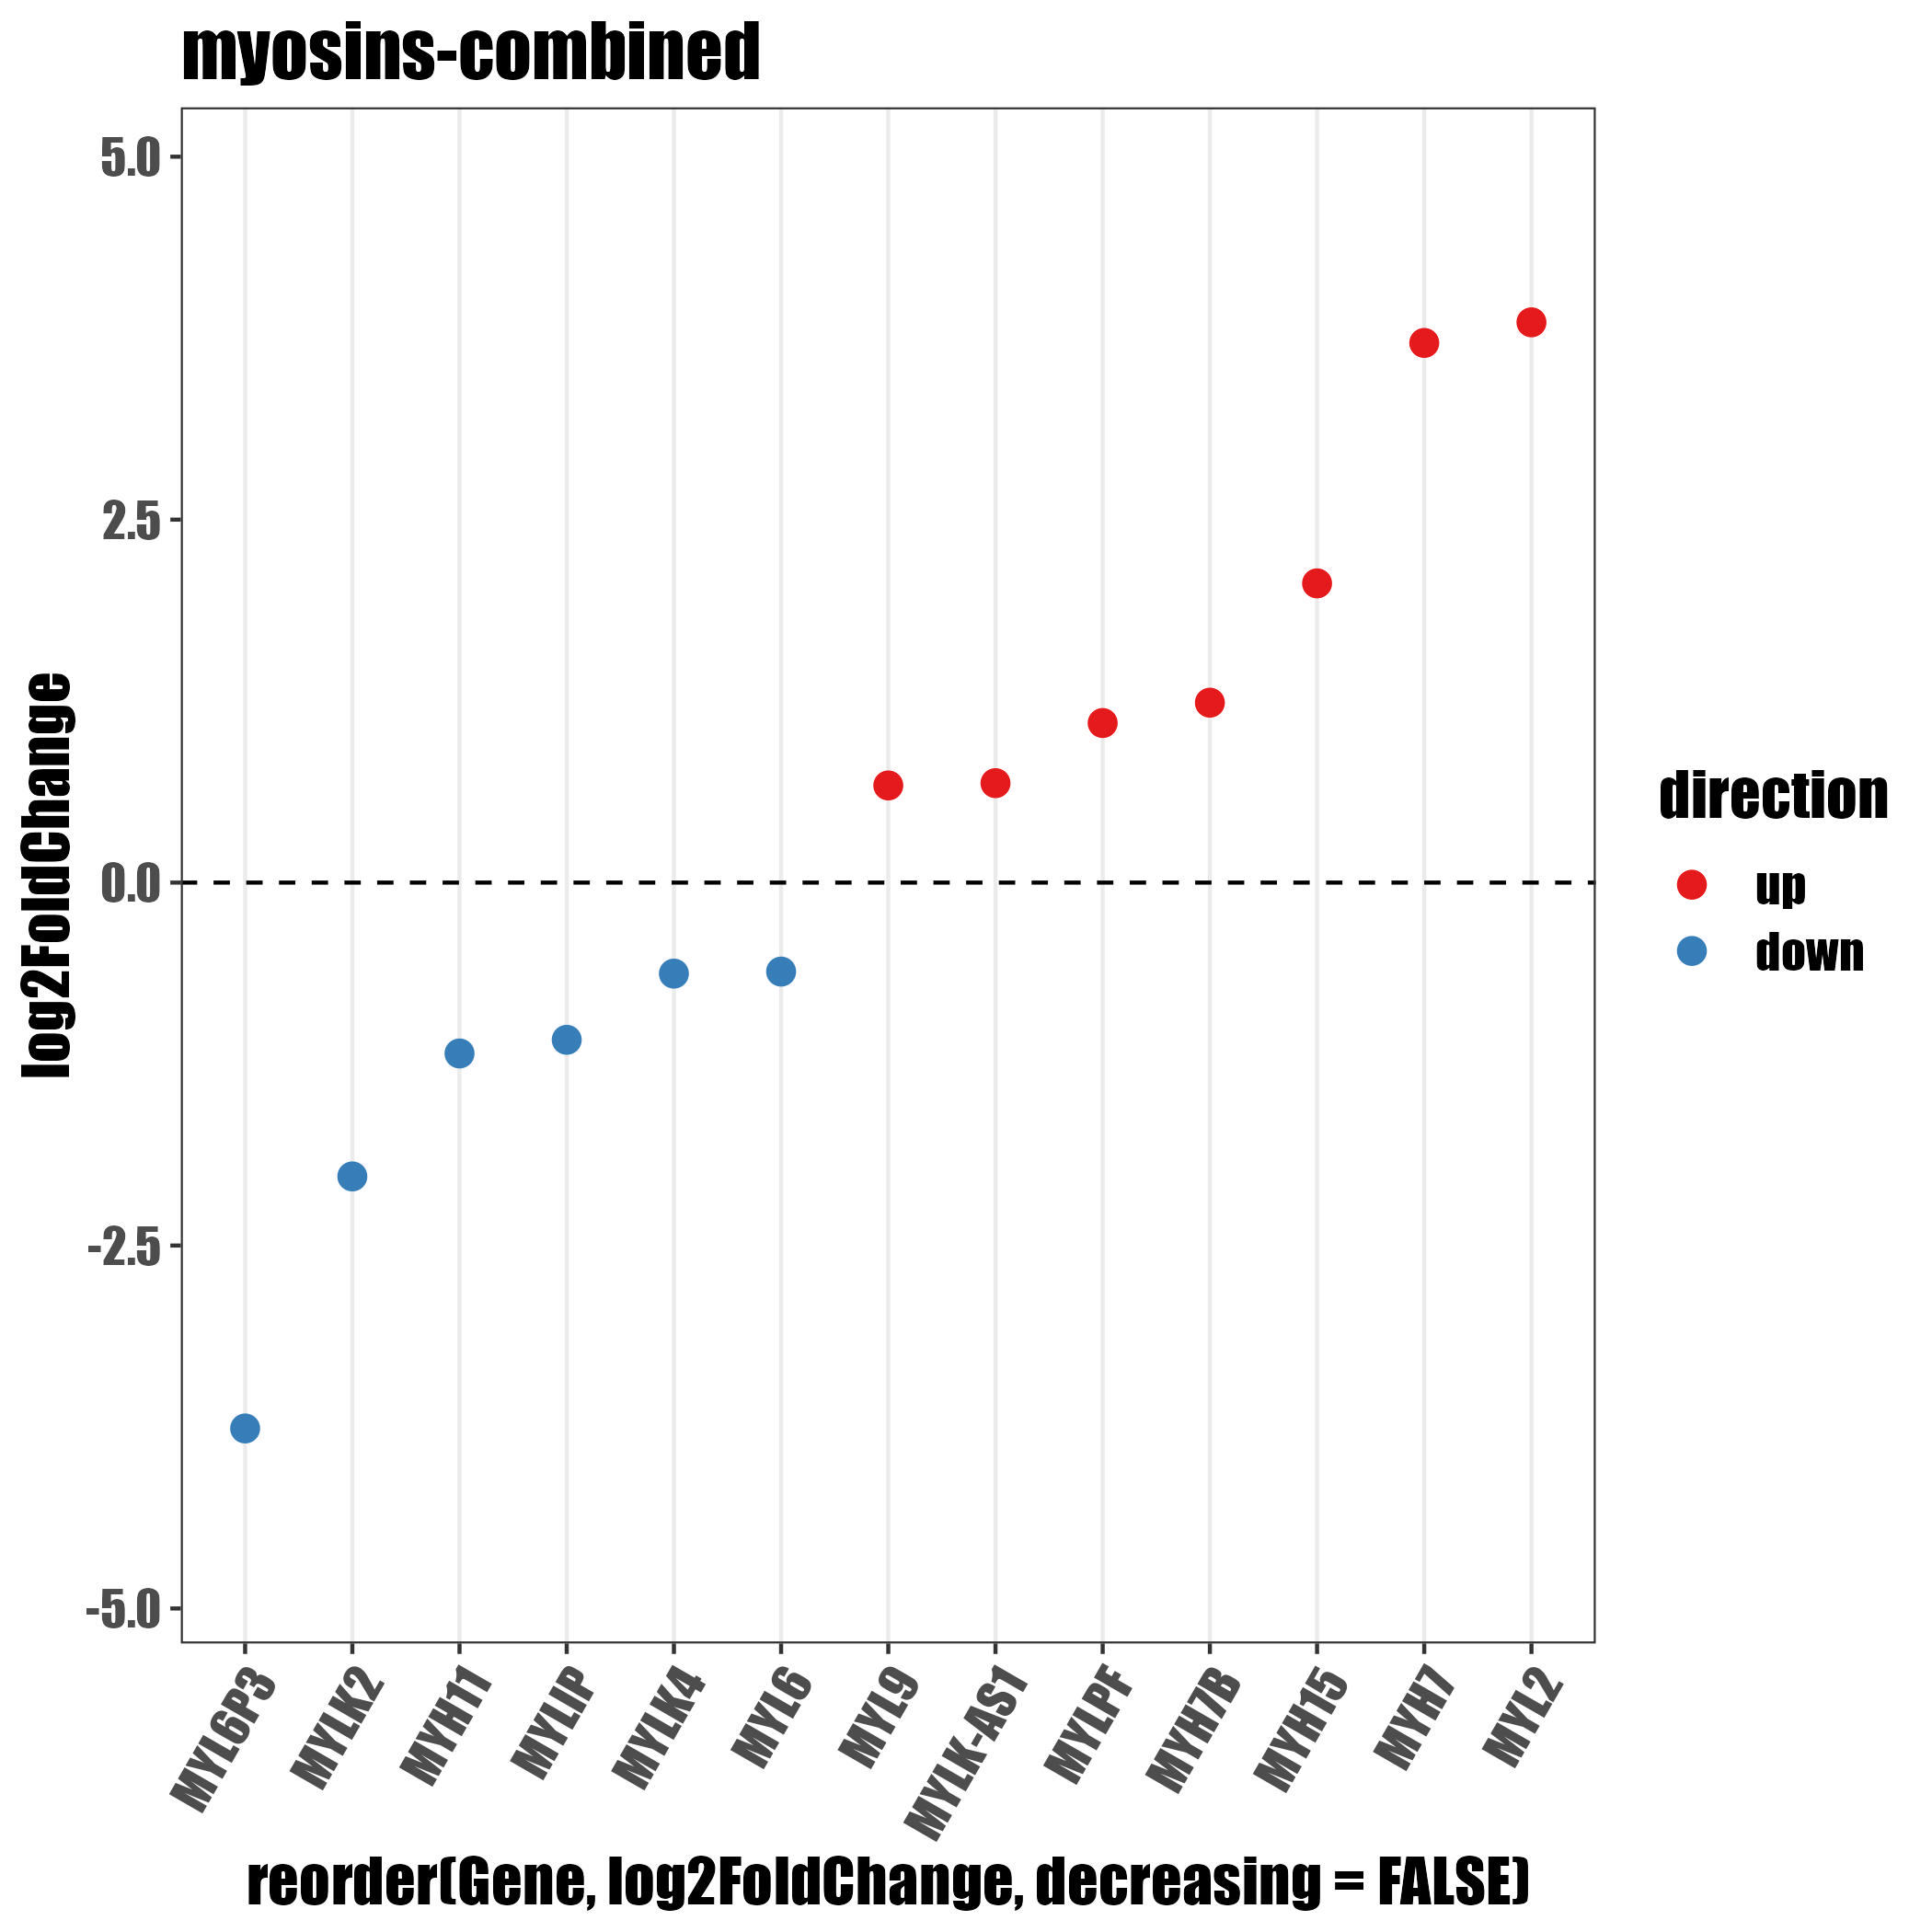 myosins-combined
5.0
2.5
0.0
-2.5
-5.0
log2FoldChange
MYL6P3
MYLK2
MYH11
MYLIP
MYLK4
MYL6
MYL9
MYLK-AS1
MYLPF
MYH7B
MYH15
MYH7
MYL2
reorder(Gene, log2FoldChange, decreasing = FALSE)
direction
up
down